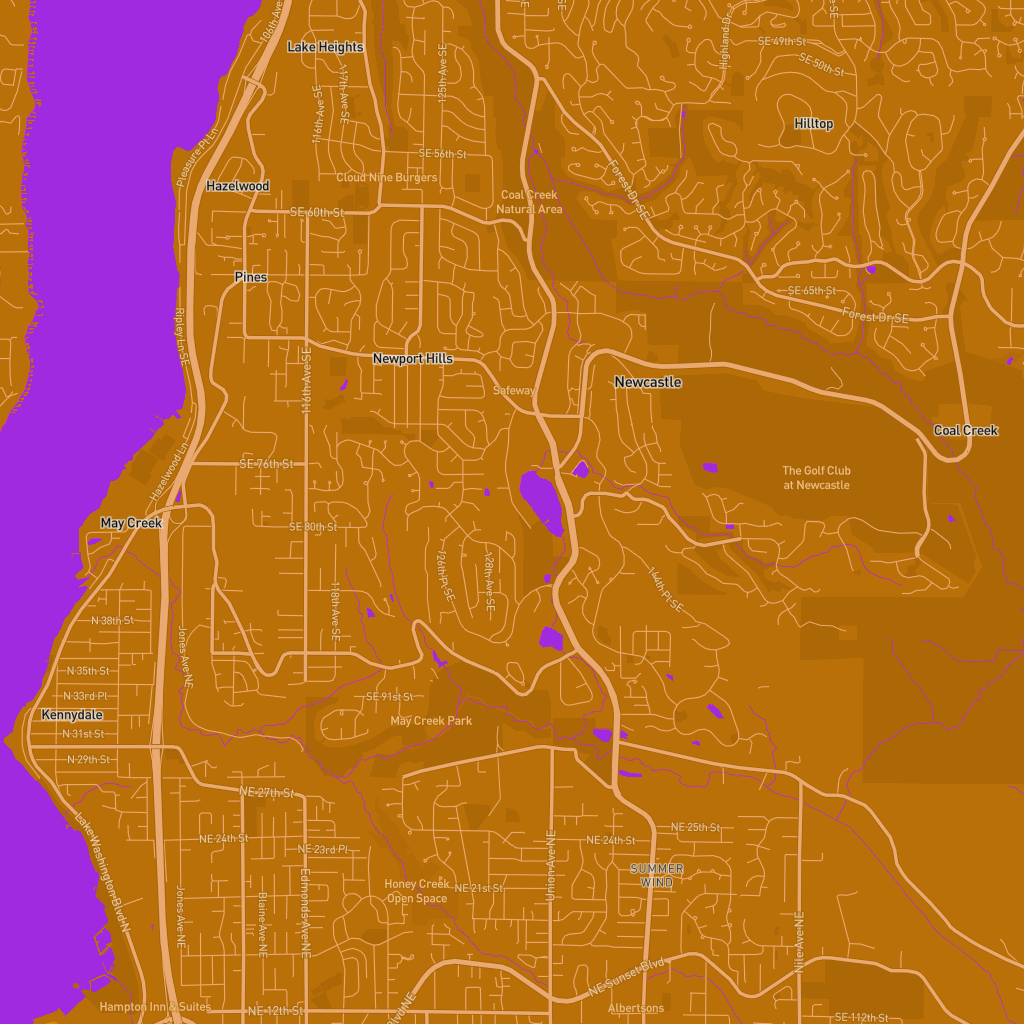 106th Ave
SE
SE
Highland Dr
SE
Lake Heights
SE 49th St
SE 50th St
117th Ave SE
116th Ave SE
125th Ave SE
Hilltop
Pleasure Pt Ln
SE 56th St
Cloud Nine Burgers
Hazelwood
Forest Dr SE
Coal Creek
Natural Area
SE 60th St
Pines
SE 65th St
Forest Dr SE
Ripley Ln SE
Newport Hills
116th Ave SE
Safeway
Newcastle
Coal Creek
Hazelwood Ln
SE 76th St
The Golf Club
at Newcastle
May Creek
SE 80th St
126th Pl SE
128th Ave SE
144th Pl SE
118th Ave SE
N 38th St
Jones Ave NE
N 35th St
N 33rd Pl
SE 91st St
Kennydale
May Creek Park
N 31st St
N 29th St
NE 27th St
Lake Washington Blvd N
NE 24th St
NE 23rd Pl
NE 25th St
NE 24th St
Union Ave NE
SUMMER
WIND
Honey Creek
Open Space
NE 21st St
Jones Ave NE
Blaine Ave NE
Edmonds Ave NE
Nile Ave NE
NE Sunset Blvd
Hampton Inn & Suites
NE 12th St
Blvd NE
Albertsons
SE 112th St